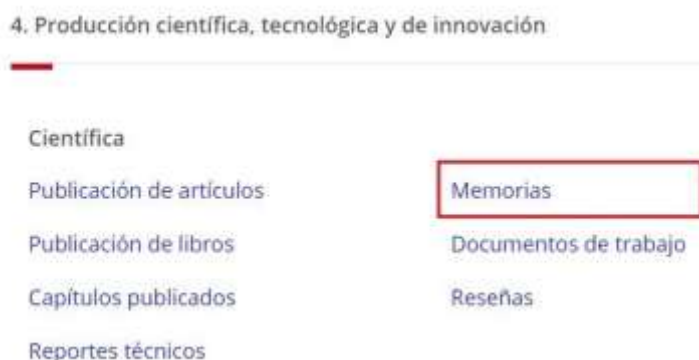 4. Producción científica, tecnológica y de innovación
Científica
Publicación de artículos
Memorias
Publicación de libros
Documentos de trabajo
Capítulos publicados
Reseñas
Reportes técnicos